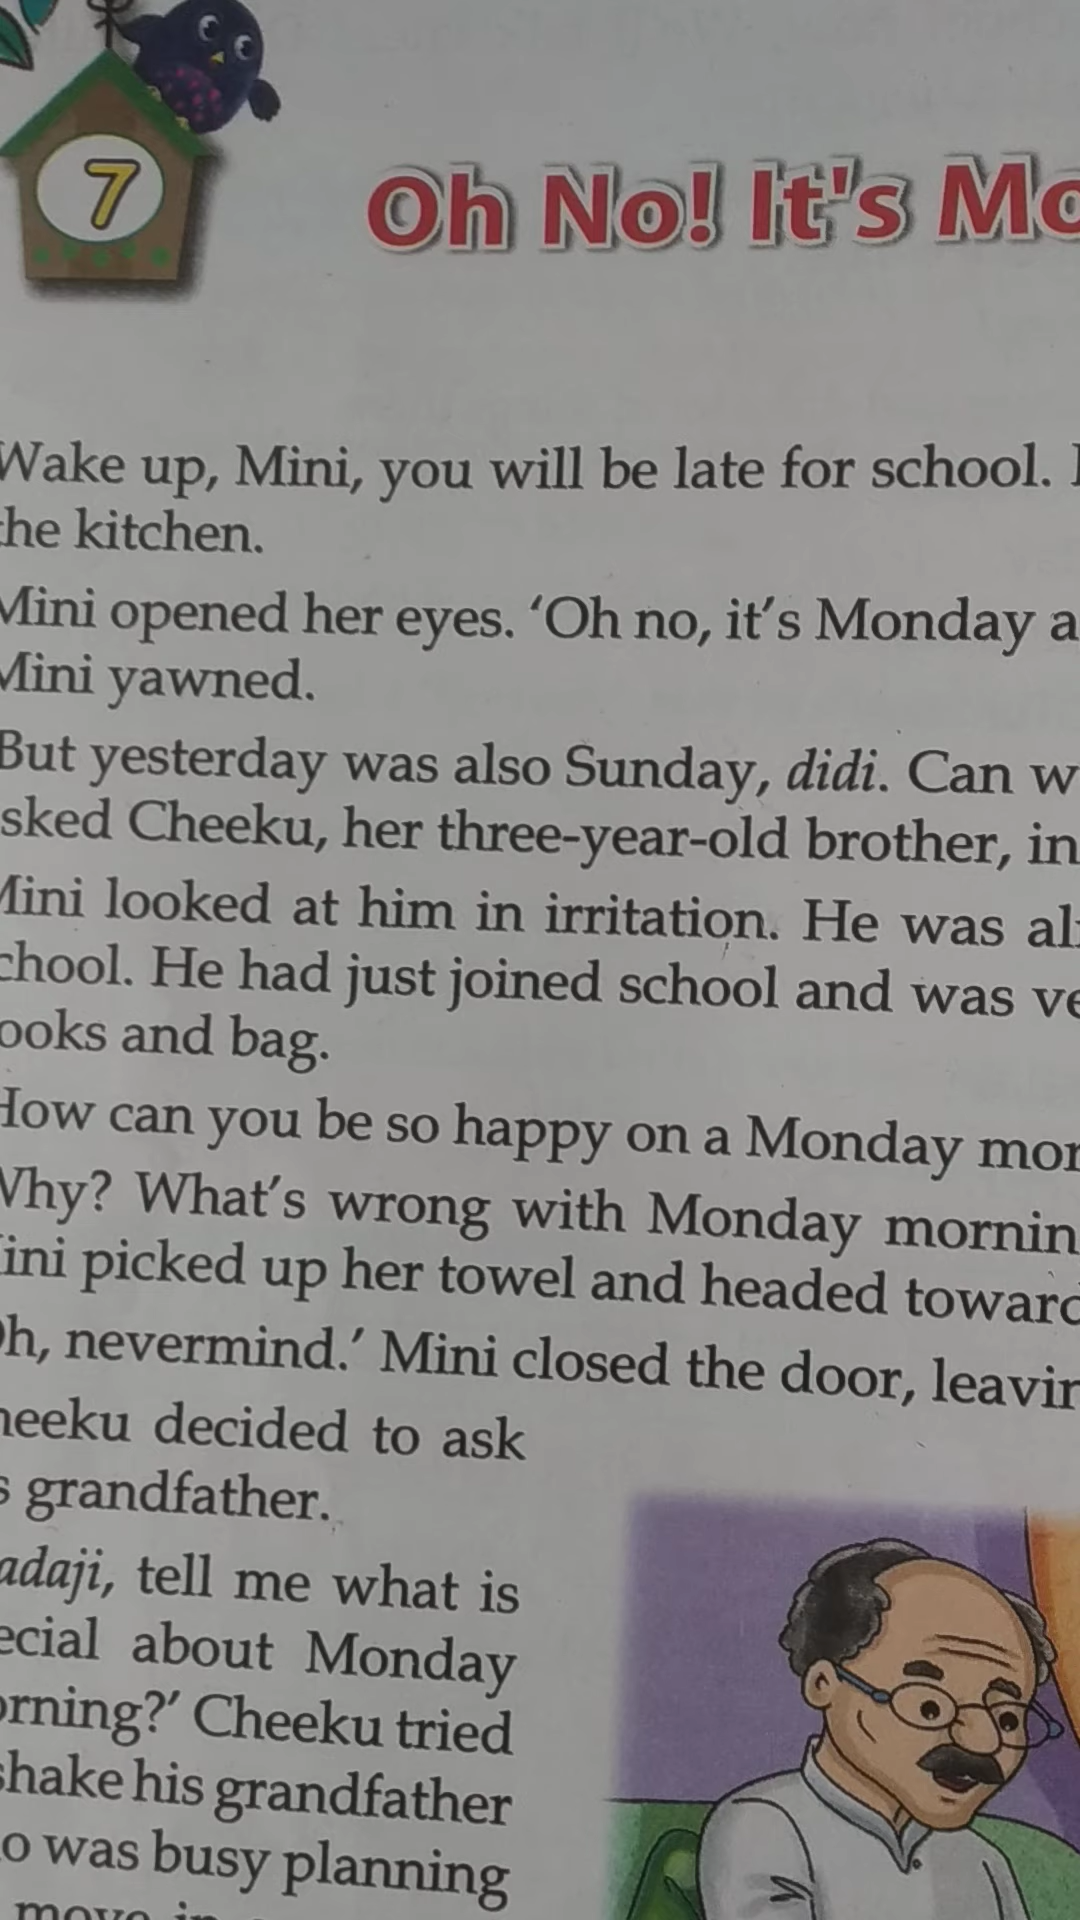 7
Oh No! It's Mo
Wake up, Mini, you will be late for school.
the kitchen.
Mini opened her eyes. ‘Oh no, it’s Monday a
Mini yawned.
But yesterday was also Sunday, didi. Can w
sked Cheeku, her three-year-old brother, in
Mini looked at him in irritation. He was al
chool. He had just joined school and was ve
ooks and bag.
How can you be so happy on a Monday mor
Why? What’s wrong with Monday mornin
ini picked up her towel and headed toward
h, nevermind.’ Mini closed the door, leavin
heeku decided to ask
s grandfather.
adaji, tell me what is
ecial about Monday
orning?’ Cheeku tried
shake his grandfather
o was busy planning
move in